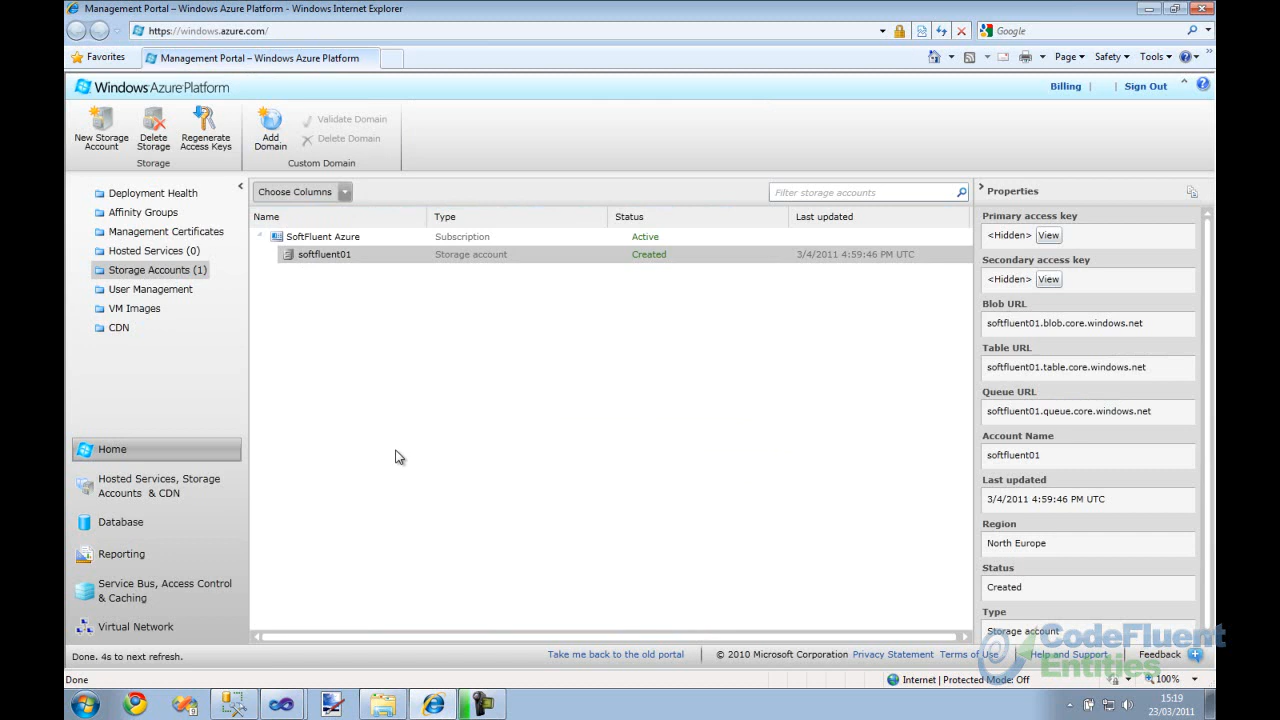 Management Portal – Windows Azure Platform - Windows Internet Explorer
https://windows.azure.com/
Google
Favorites
Management Portal – Windows Azure Platform
Page
Safety
Tools
Windows Azure Platform
Billing
Sign Out
New Storage Account
Delete Storage
Regenerate Access Keys
Add Domain
Validate Domain
Delete Domain
Storage
Custom Domain
Deployment Health
Affinity Groups
Management Certificates
Hosted Services (0)
Storage Accounts (1)
User Management
VM Images
CDN
Home
Hosted Services, Storage
Accounts & CDN
Database
Reporting
Service Bus, Access Control
& Caching
Virtual Network
Choose Columns
Filter storage accounts
Name Type Status Last updated
SoftFluent Azure Subscription Active
softfluent01 Storage account Created 3/4/2011 4:59:46 PM UTC
Properties
Primary access key
<Hidden> View
Secondary access key
<Hidden> View
Blob URL
softfluent01.blob.core.windows.net
Table URL
softfluent01.table.core.windows.net
Queue URL
softfluent01.queue.core.windows.net
Account Name
softfluent01
Last updated
3/4/2011 4:59:46 PM UTC
Region
North Europe
Status
Created
Type
Storage account
CodeFluent
Entities
Done. 4s to next refresh.
Take me back to the old portal
© 2010 Microsoft Corporation Privacy Statement Terms of Use Help and Support Feedback
Done
Internet | Protected Mode: Off
100%
15:19
23/03/2011